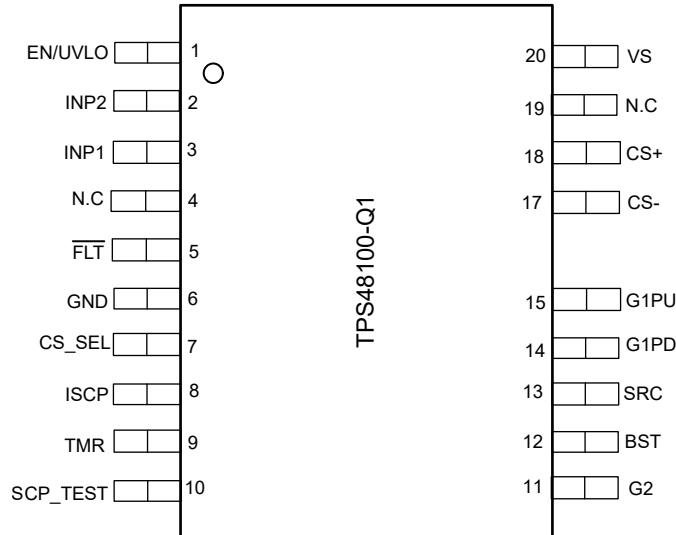 EN/UVLO 1
INP2 2
INP1 3
N.C 4
FLT 5
GND 6
CS_SEL 7
ISCP 8
TMR 9
SCP_TEST 10
TPS48100-Q1
20 VS
19 N.C
18 CS+
17 CS-
15 G1PU
14 G1PD
13 SRC
12 BST
11 G2